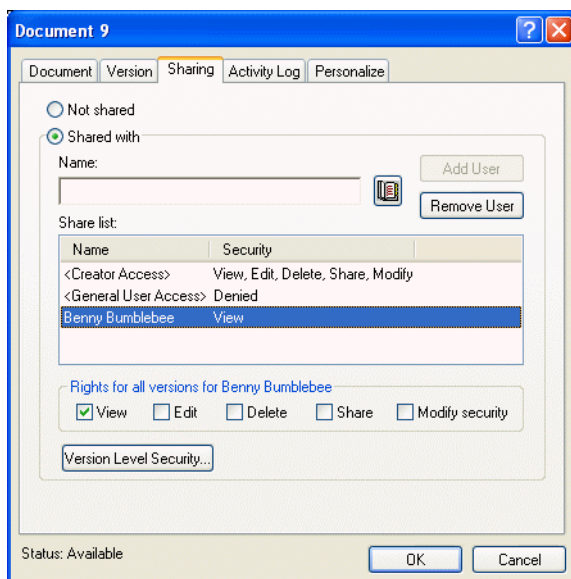 Document 9
Document Version Sharing Activity Log Personalize
Not shared
Shared with
Name:
Add User
Remove User
Share list:
Name Security
<Creator Access> View, Edit, Delete, Share, Modify
<General User Access> Denied
Benny Bumblebee View
Rights for all versions for Benny Bumblebee
View Edit Delete Share Modify security
Version Level Security...
Status: Available OK Cancel